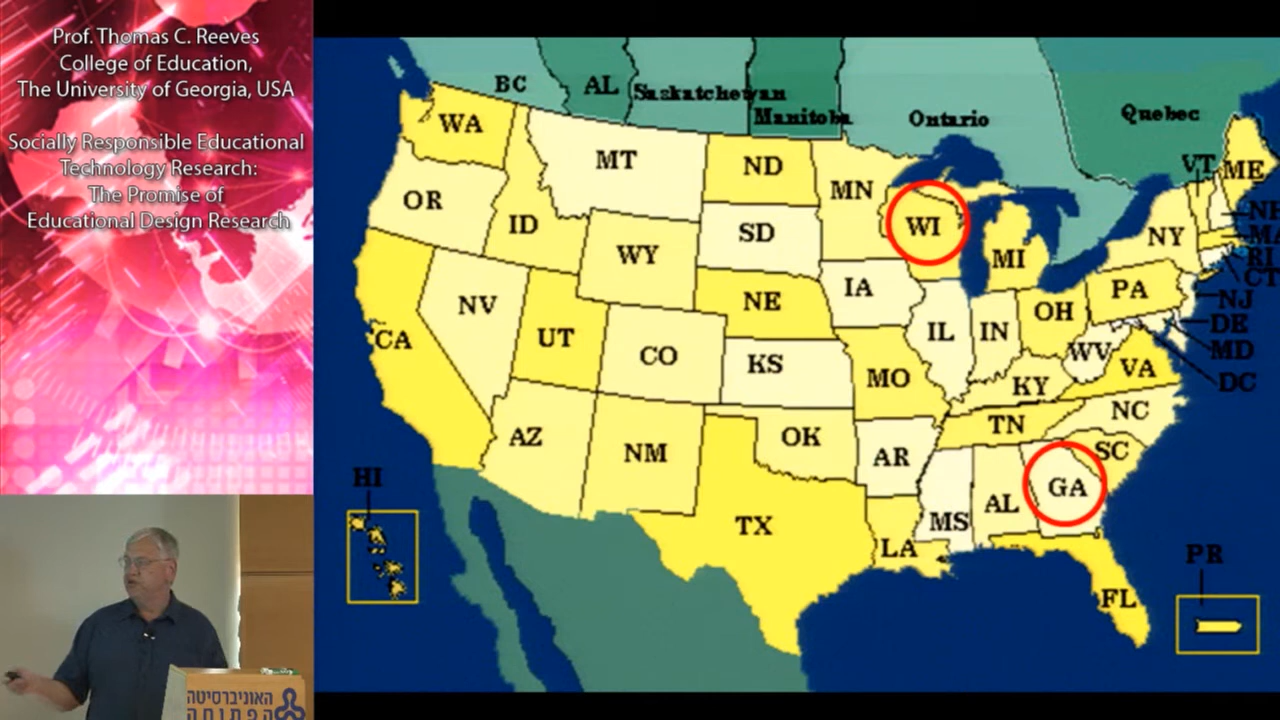 Prof. Thomas C. Reeves
College of Education,
The University of Georgia, USA
Socially Responsible Educational
Technology Research:
The Promise of
Educational Design Research
BC
AL
Saskatchewan
Manitoba
Ontario
Quebec
WA
MT
ND
MN
VT
ME
OR
ID
SD
WI
NY
MA
RI
CT
WY
MI
NV
NE
IA
PA
NJ
OH
DE
CA
UT
CO
IL
IN
MD
KS
MO
WV
VA
DC
KY
NC
TN
AZ
NM
OK
AR
SC
HI
GA
TX
MS
AL
LA
PR
FL
האוניברסיטה
הפתוחה